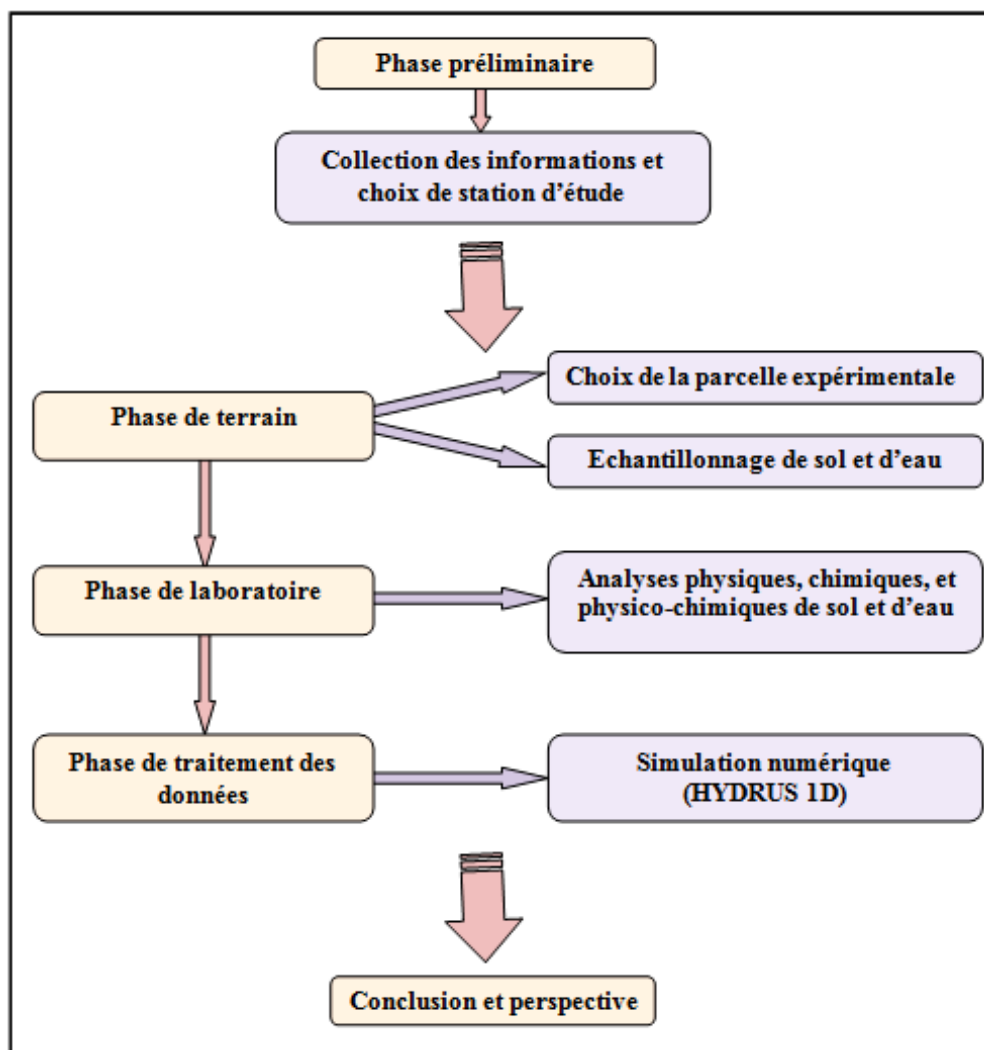 Phase préliminaire
Collection des informations et
choix de station d’étude
Choix de la parcelle expérimentale
Phase de terrain
Echantillonnage de sol et d’eau
Phase de laboratoire
Analyses physiques, chimiques, et
physico-chimiques de sol et d’eau
Phase de traitement des
données
Simulation numérique
(HYDRUS 1D)
Conclusion et perspective